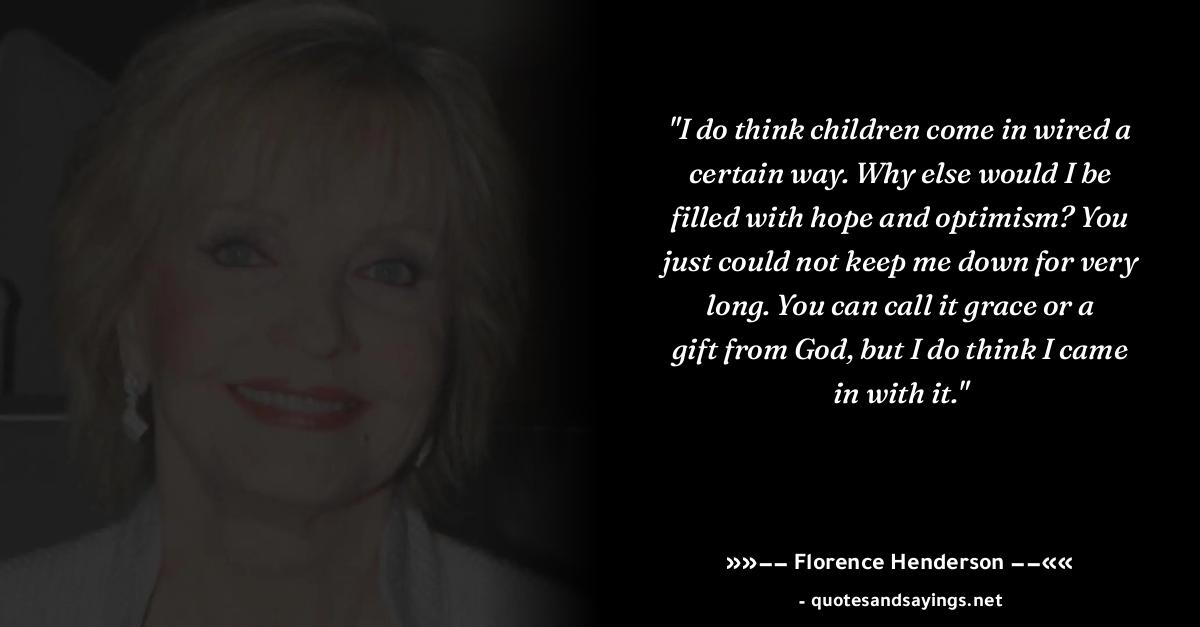 "I do think children come in wired a
certain way. Why else would I be
filled with hope and optimism? You
just could not keep me down for very
long. You can call it grace or a
gift from God, but I do think I came
in with it."
»»–– Florence Henderson ––««
- quotesandsayings.net